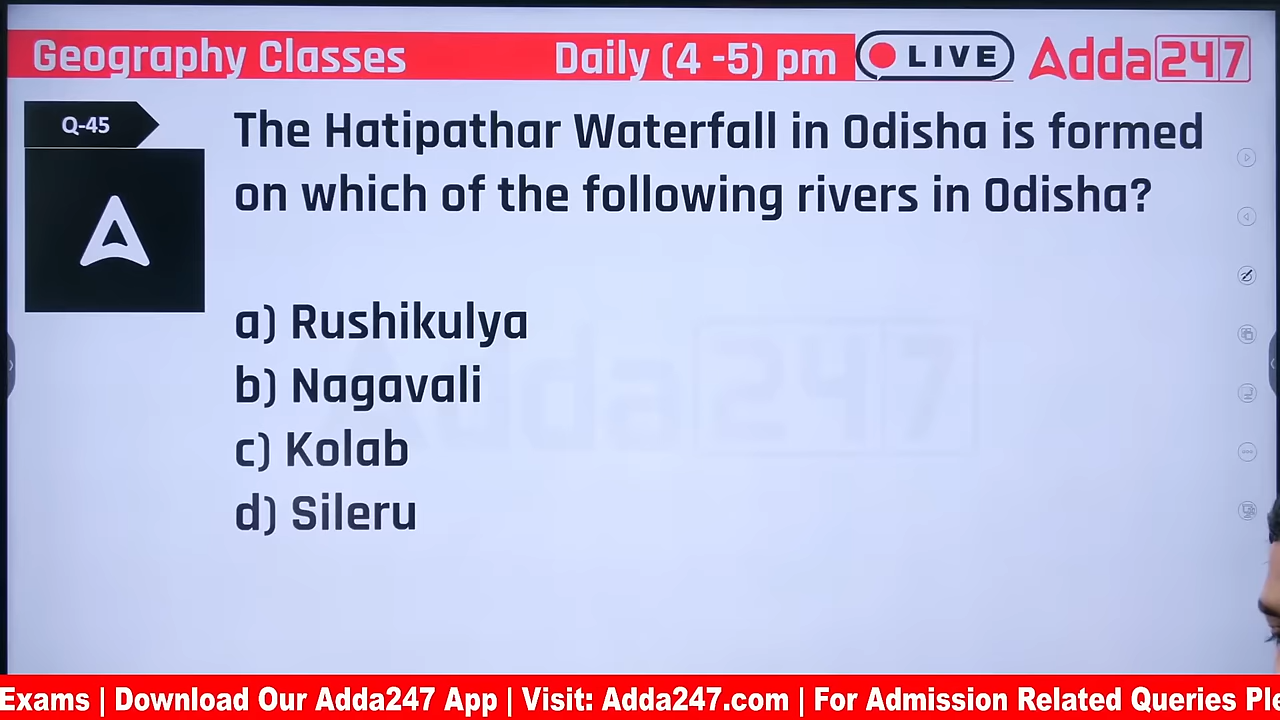 Geography Classes
Daily (4 -5) pm
LIVE
Adda247
Q-45
The Hatipathar Waterfall in Odisha is formed
on which of the following rivers in Odisha?
a) Rushikulya
b) Nagavali
c) Kolab
d) Sileru
Adda247
Exams | Download Our Adda247 App | Visit: Adda247.com | For Admission Related Queries Ple